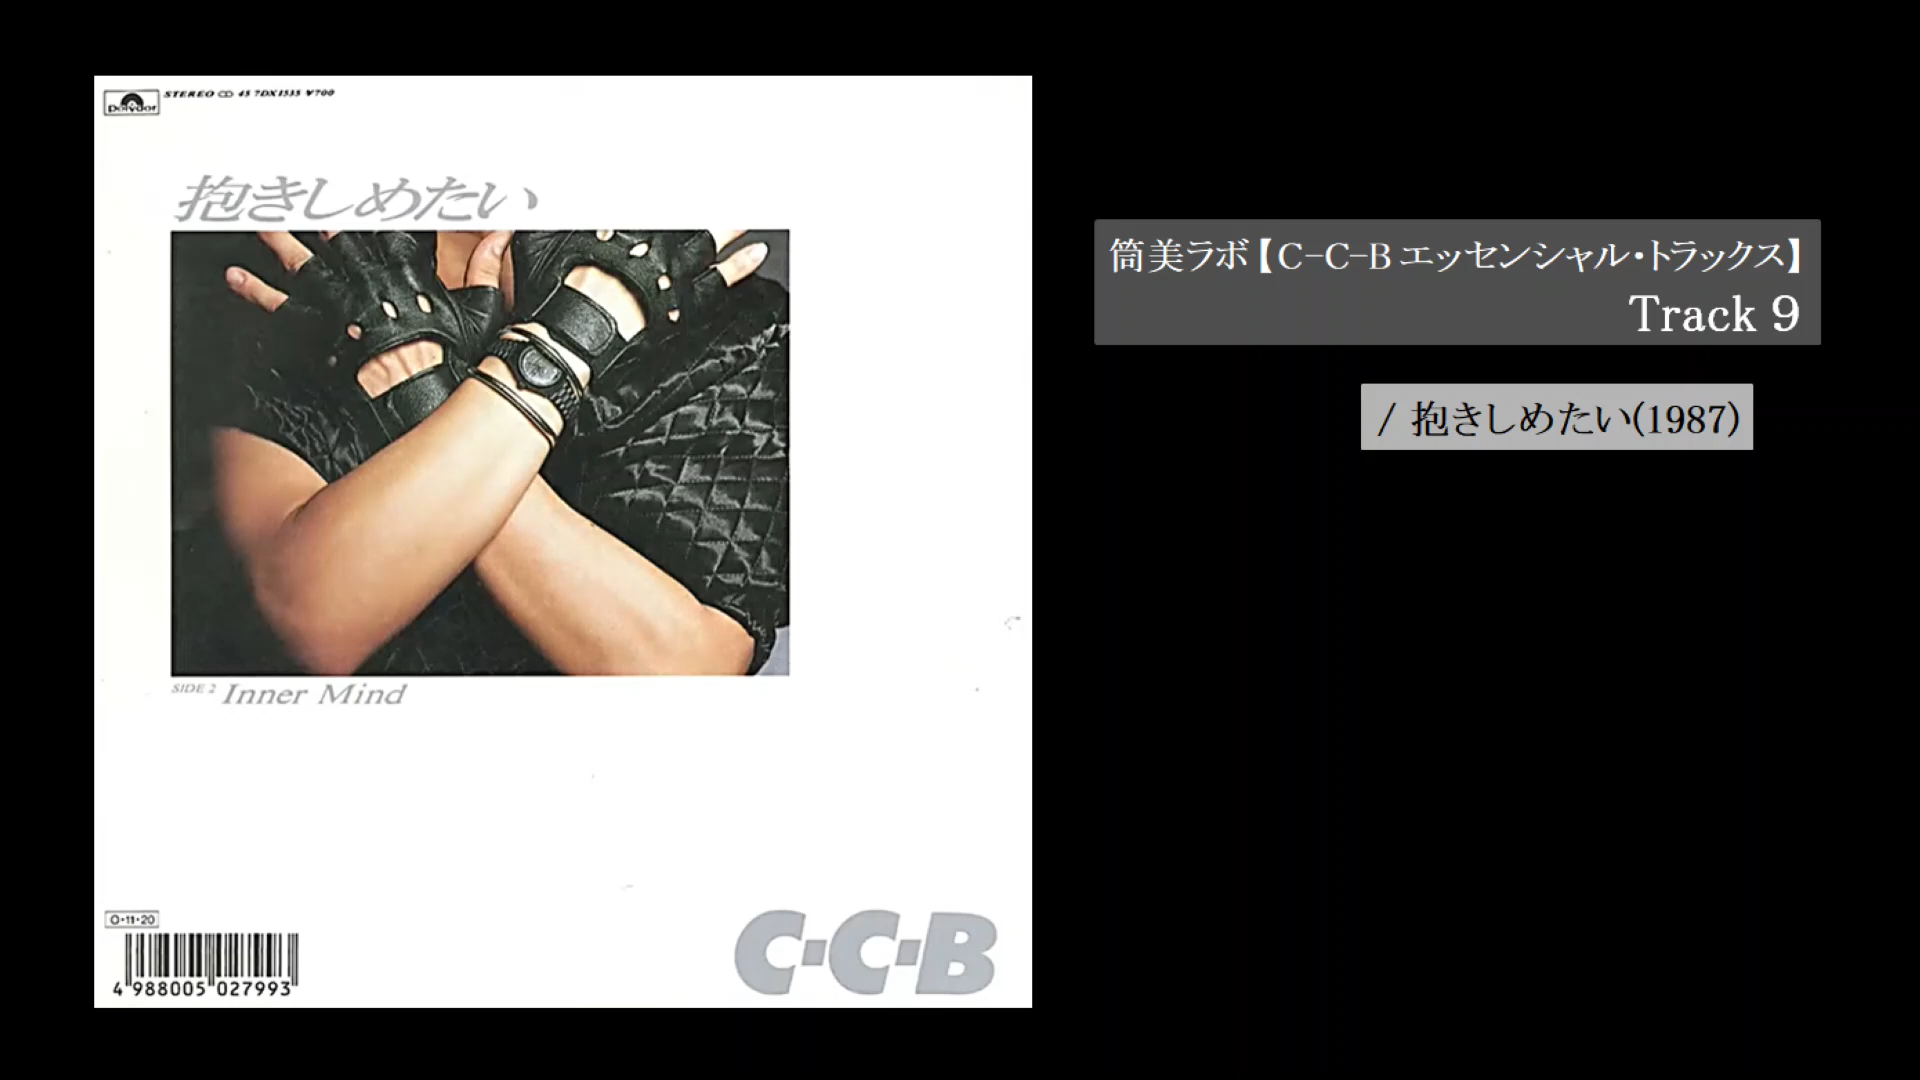 Polydor
STEREO 45 7DX1535 ¥700
抱きしめたい
SIDE 2 Inner Mind
O·11·20
4 988005 027993
C-C-B
筒美ラボ【C-C-Bエッセンシャル・トラックス】
Track 9
/ 抱きしめたい(1987)